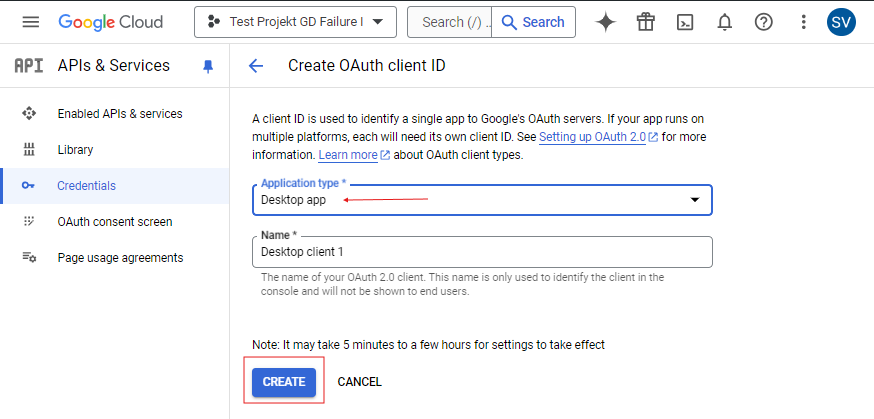 Google Cloud
Test Projekt GD Failure I
Search (/) ...
Search
SV
API
APIs & Services
Create OAuth client ID
Enabled APIs & services
Library
Credentials
OAuth consent screen
Page usage agreements
A client ID is used to identify a single app to Google's OAuth servers. If your app runs on
multiple platforms, each will need its own client ID. See Setting up OAuth 2.0 for more
information. Learn more about OAuth client types.
Application type *
Desktop app
Name *
Desktop client 1
The name of your OAuth 2.0 client. This name is only used to identify the client in the
console and will not be shown to end users.
Note: It may take 5 minutes to a few hours for settings to take effect
CREATE
CANCEL